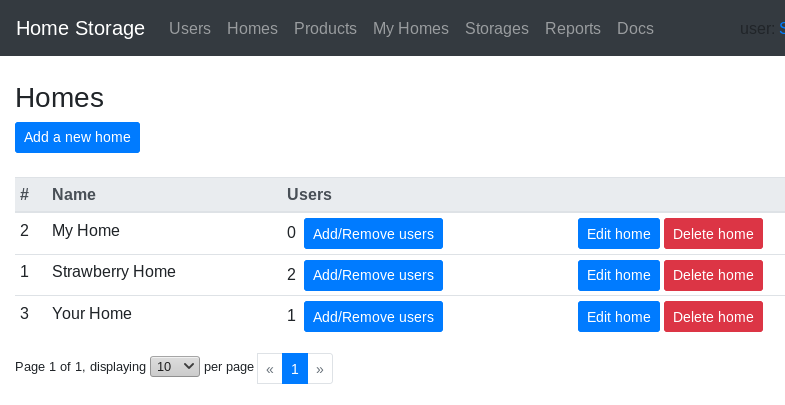 Home Storage Users Homes Products My Homes Storages Reports Docs user:
Homes
Add a new home
# Name Users
2 My Home 0 Add/Remove users Edit home Delete home
1 Strawberry Home 2 Add/Remove users Edit home Delete home
3 Your Home 1 Add/Remove users Edit home Delete home
Page 1 of 1, displaying 10 per page « 1 »